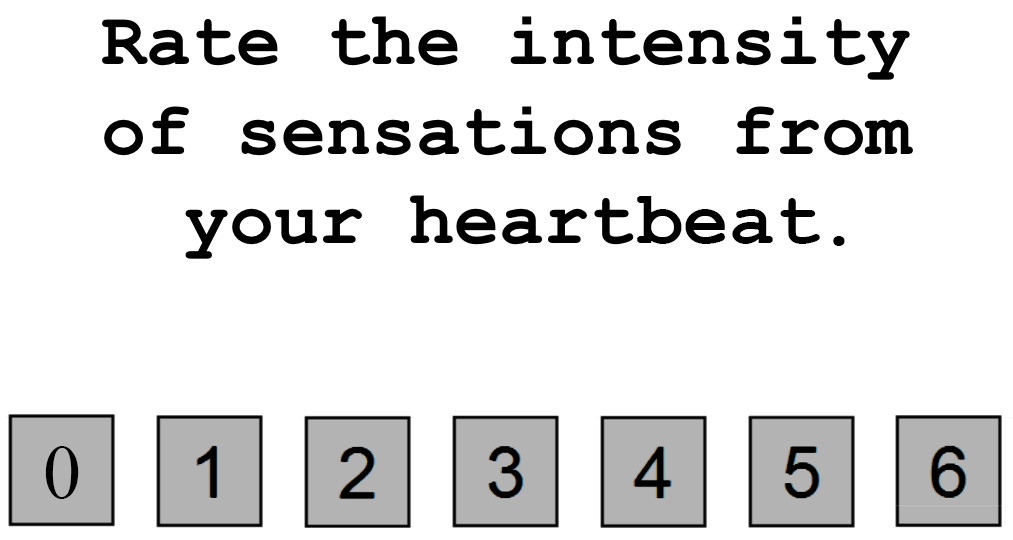 Rate the intensity
of sensations from
your heartbeat.
0 1 2 3 4 5 6